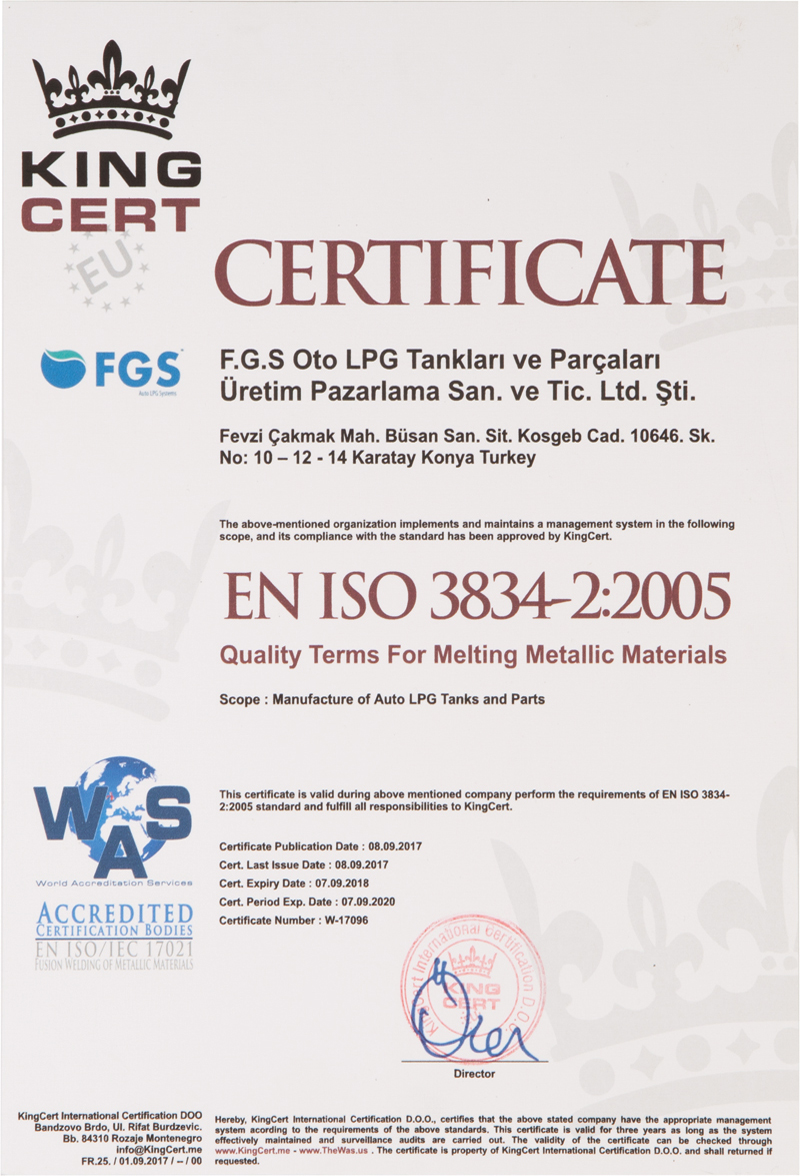 KING
CERT
EU
CERTIFICATE
FGS
Auto LPG Systems
F.G.S Oto LPG Tankları ve Parçaları
Üretim Pazarlama San. ve Tic. Ltd. Şti.
Fevzi Çakmak Mah. Büsan San. Sit. Kosgeb Cad. 10646. Sk.
No: 10 – 12 - 14 Karatay Konya Turkey
The above-mentioned organization implements and maintains a management system in the following
scope, and its compliance with the standard has been approved by KingCert.
EN ISO 3834-2:2005
Quality Terms For Melting Metallic Materials
Scope : Manufacture of Auto LPG Tanks and Parts
WAS
World Accreditation Services
ACCREDITED
CERTIFICATION BODIES
EN ISO/IEC 17021
FUSION WELDING OF METALLIC MATERIALS
This certificate is valid during above mentioned company perform the requirements of EN ISO 3834-
2:2005 standard and fulfill all responsibilities to KingCert.
Certificate Publication Date : 08.09.2017
Cert. Last Issue Date : 08.09.2017
Cert. Expiry Date : 07.09.2018
Cert. Period Exp. Date : 07.09.2020
Certificate Number : W-17096
KingCert International Certification D.O.O.
KING
CERT
Director
KingCert International Certification DOO
Bandzovo Brdo, Ul. Rifat Burdzevic.
Bb. 84310 Rozaje Montenegro
info@KingCert.me
FR.25. / 01.09.2017 / -- / 00
Hereby, KingCert International Certification D.O.O., certifies that the above stated company have the appropriate management
system acording to the requirements of the above standards. This certificate is valid for three years as long as the system
effectively maintained and surveillance audits are carried out. The validity of the certificate can be checked through
www.KingCert.me - www.TheWas.us . The certificate is property of KingCert International Certification D.O.O. and shall returned if
requested.